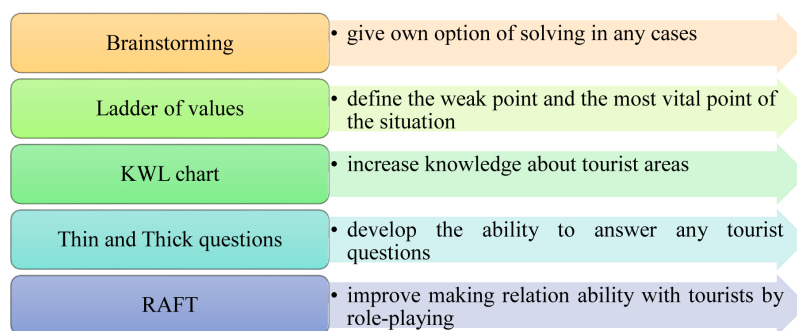 Brainstorming
• give own option of solving in any cases
Ladder of values
• define the weak point and the most vital point of
the situation
KWL chart
• increase knowledge about tourist areas
Thin and Thick questions
• develop the ability to answer any tourist
questions
RAFT
• improve making relation ability with tourists by
role-playing